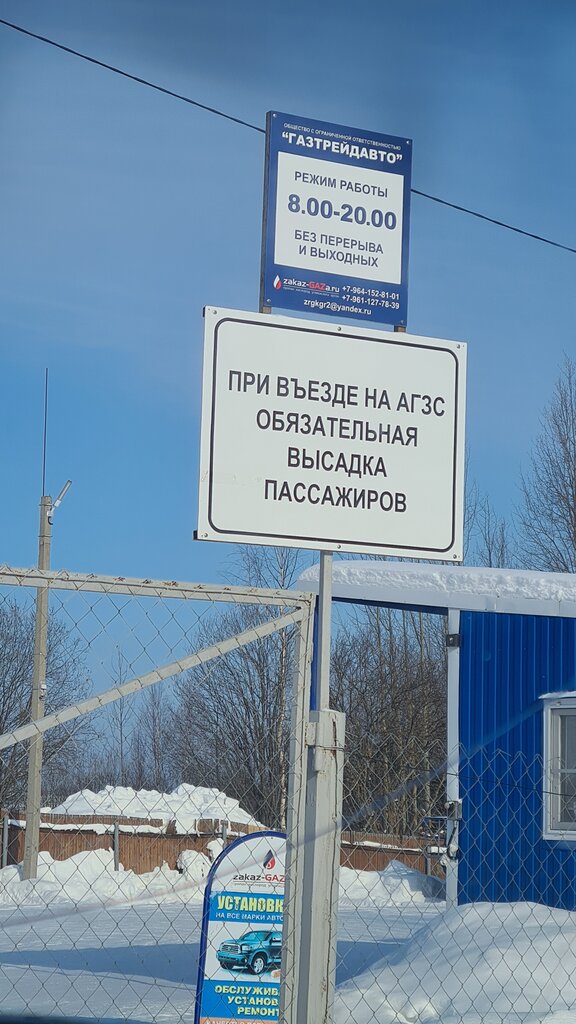 ОБЩЕСТВО С ОГРАНИЧЕННОЙ ОТВЕТСТВЕННОСТЬЮ
"ГАЗТРЕЙДАВТО"
РЕЖИМ РАБОТЫ
8.00-20.00
БЕЗ ПЕРЕРЫВА
И ВЫХОДНЫХ
zakaz-GAZa.ru +7-964-152-81-01
+7-961-127-78-39
zrgkgr2@yandex.ru
ПРИ ВЪЕЗДЕ НА АГЗС
ОБЯЗАТЕЛЬНАЯ
ВЫСАДКА
ПАССАЖИРОВ
zakaz-GAZ
УСТАНОВК
НА ВСЕ МАРКИ АВТО
ОБСЛУЖИВ
УСТАНОВ
РЕМОНТ